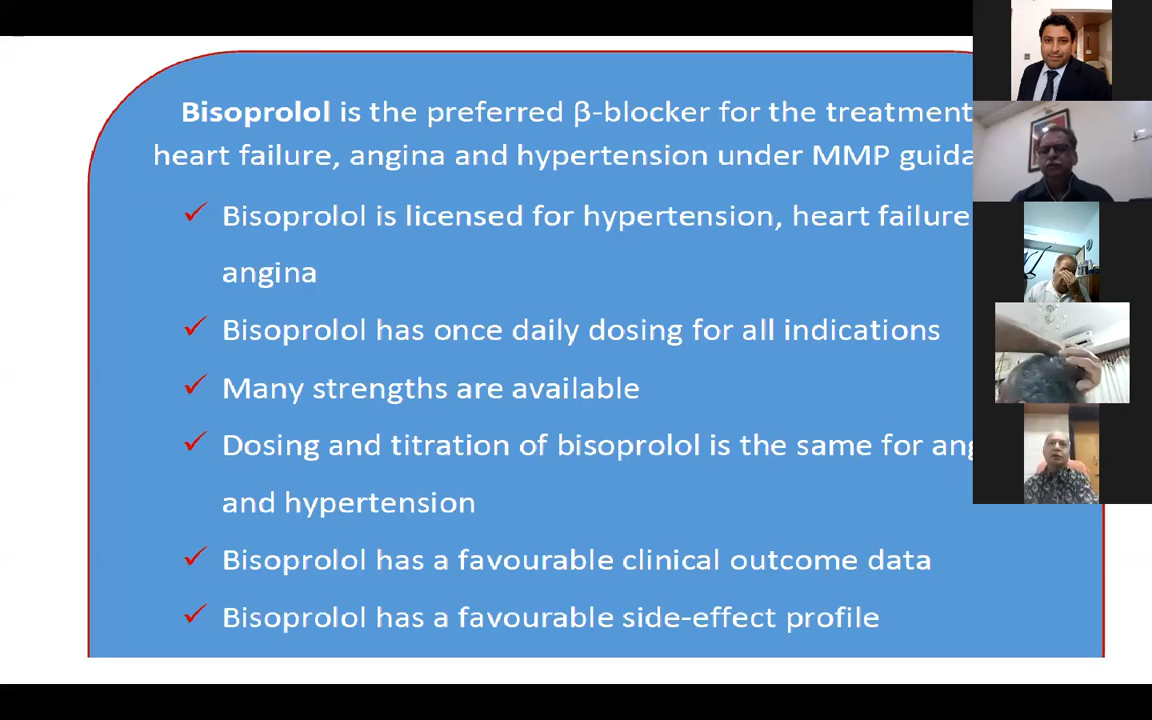 Bisoprolol is the preferred β-blocker for the treatment
heart failure, angina and hypertension under MMP
Bisoprolol is licensed for hypertension, heart failure
angina
Bisoprolol has once daily dosing for all indications
Many strengths are available
Dosing and titration of bisoprolol is the same for
and hypertension
Bisoprolol has a favourable clinical outcome data
Bisoprolol has a favourable side-effect profile